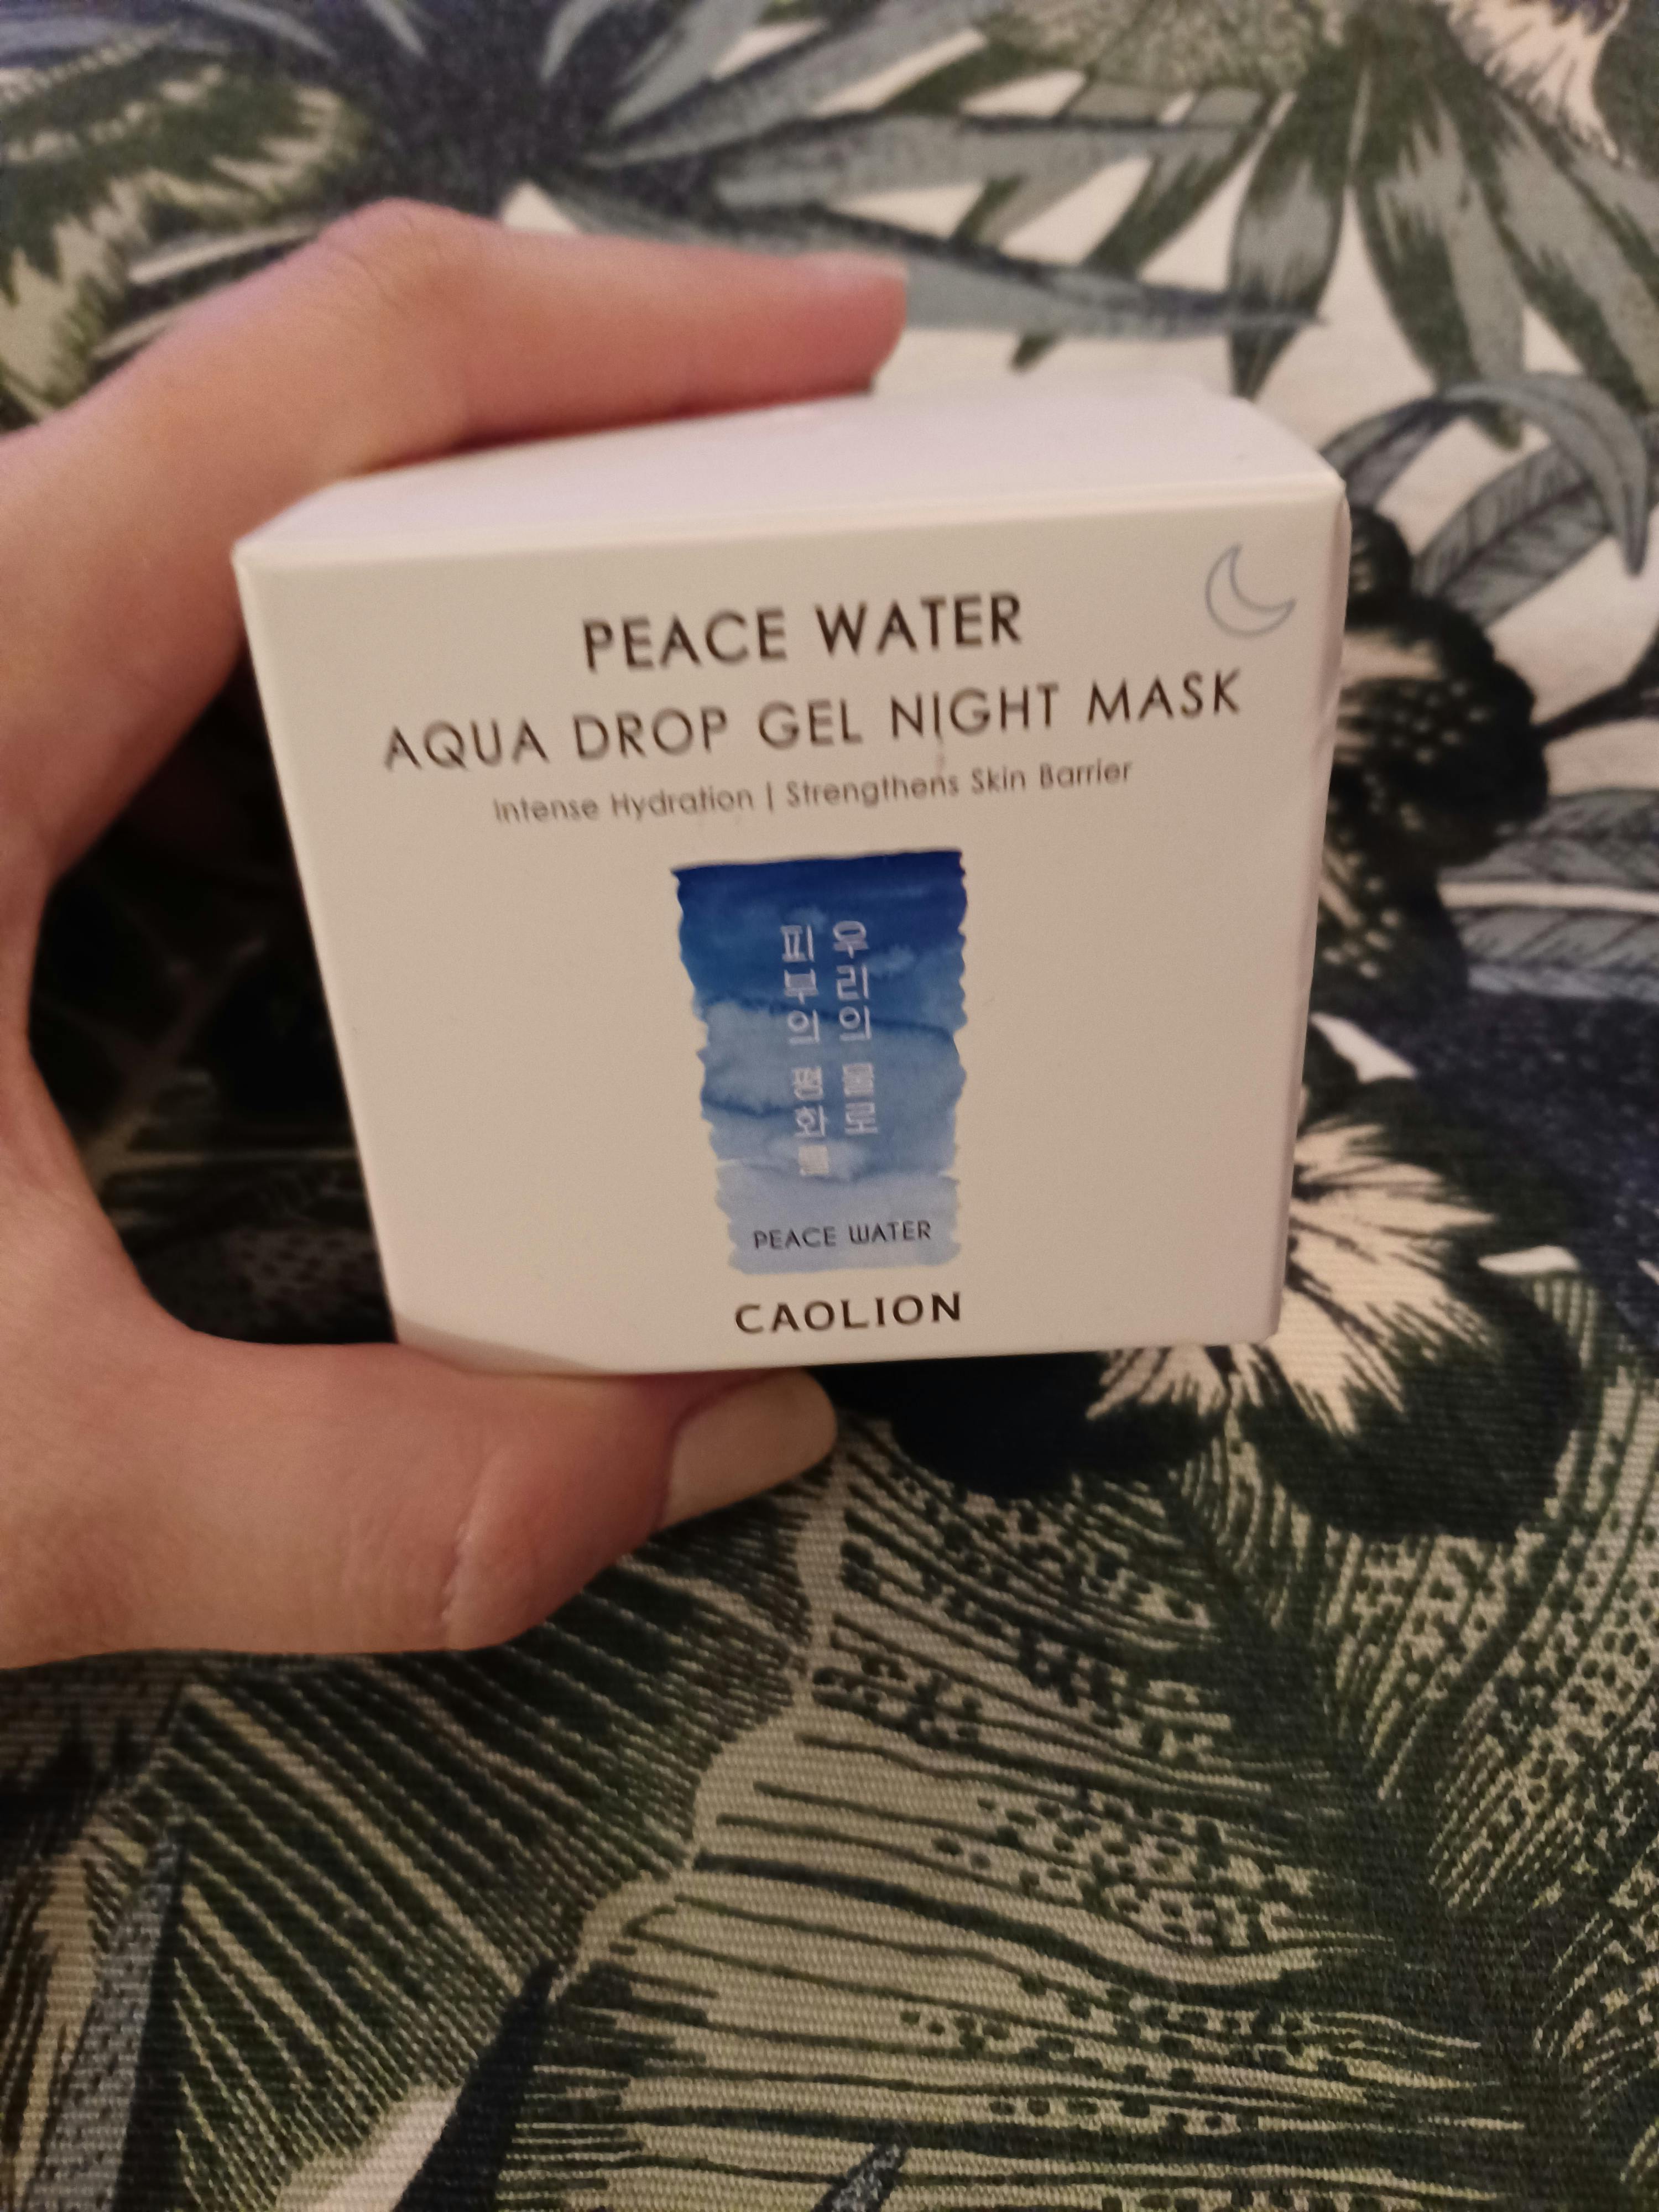 PEACE WATER
AQUA DROP GEL NIGHT MASK
Intense Hydration | Strengthens Skin Barrier
우리의 물로
피부의 평화를
PEACE WATER
CAOLION